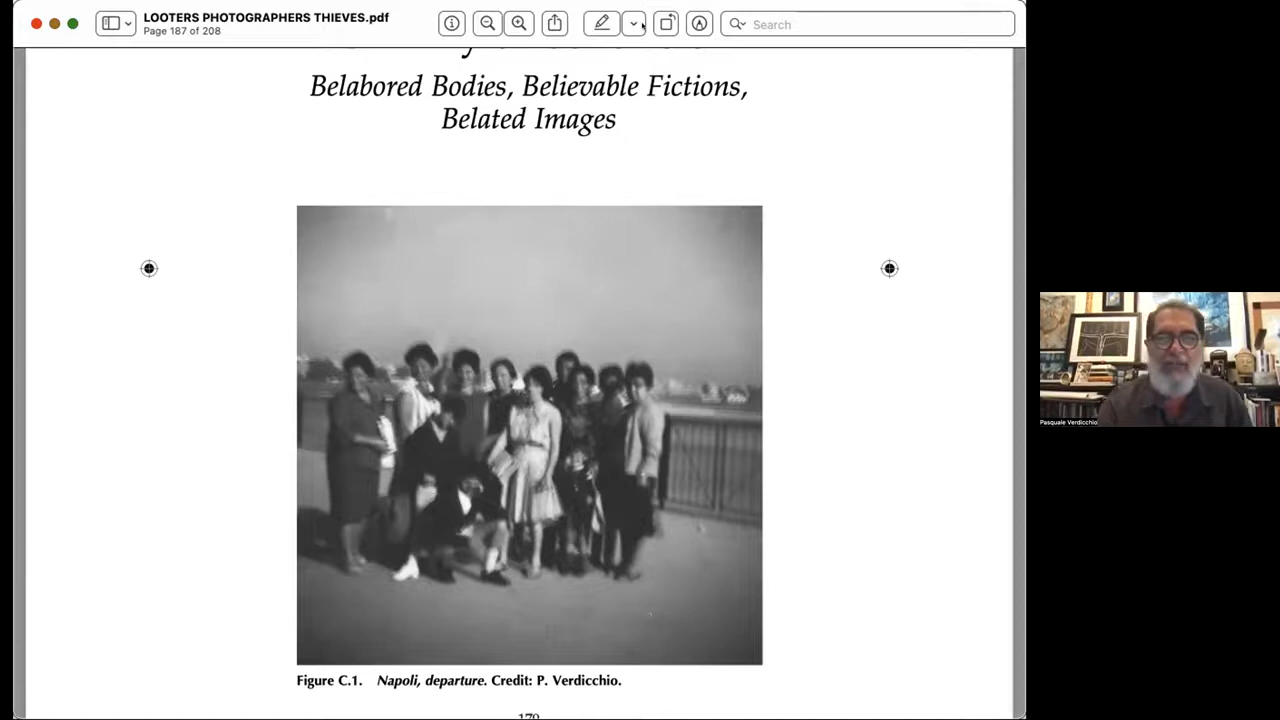 LOOTERS PHOTOGRAPHERS THIEVES.pdf
Page 187 of 208
Search
Belabored Bodies, Believable Fictions,
Belated Images
Figure C.1. Napoli, departure. Credit: P. Verdicchio.
Pasquale Verdicchio